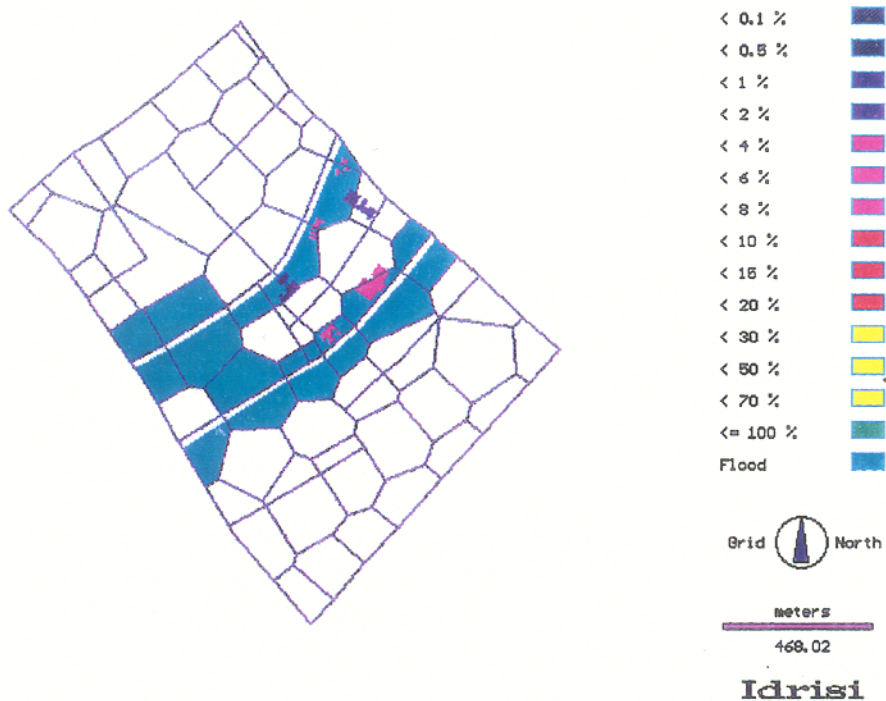 < 0.1 %
< 0.5 %
< 1 %
< 2 %
< 4 %
< 6 %
< 8 %
< 10 %
< 15 %
< 20 %
< 30 %
< 50 %
< 70 %
<= 100 %
Flood
Grid North
meters
468.02
Idrisi